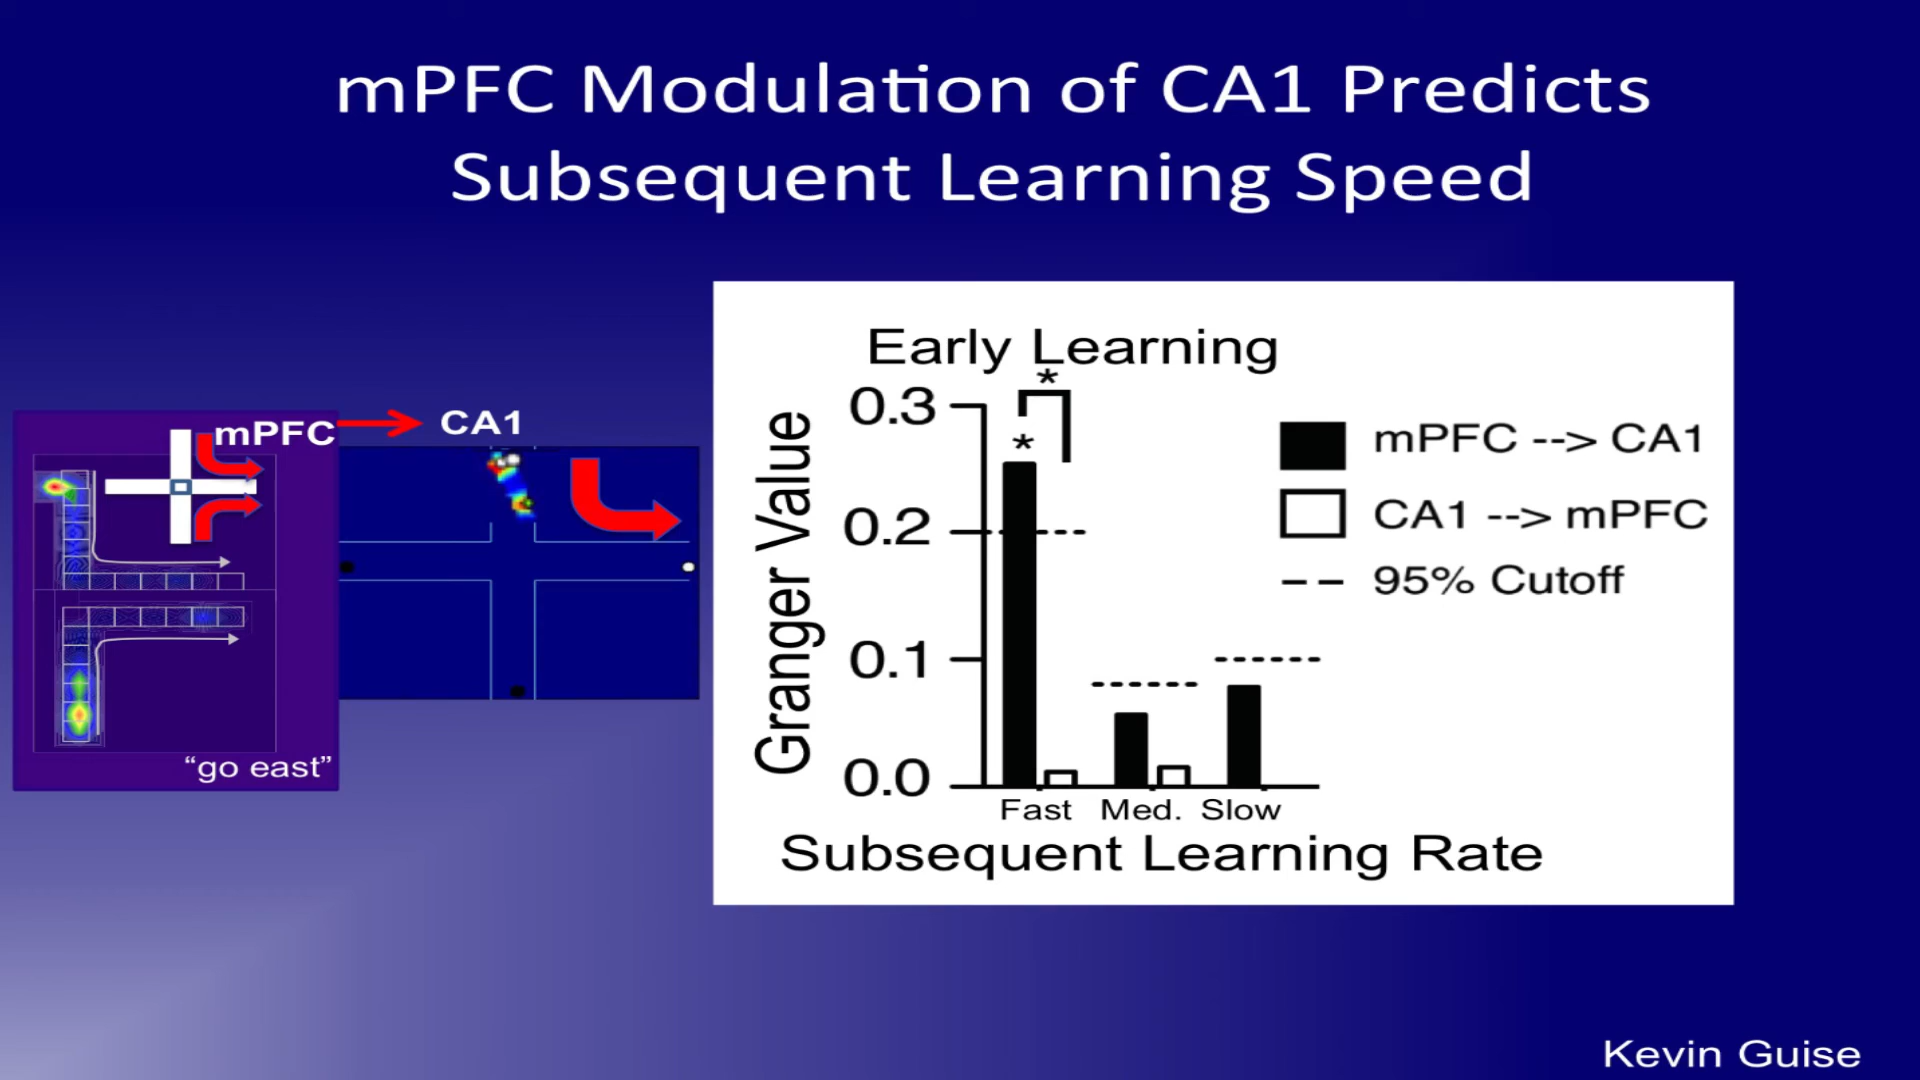 mPFC Modulation of CA1 Predicts
Subsequent Learning Speed
mPFC
CA1
"go east"
Early Learning
*
*
Granger Value
0.3
0.2
0.1
0.0
Fast Med. Slow
Subsequent Learning Rate
mPFC --> CA1
CA1 --> mPFC
95% Cutoff
Kevin Guise